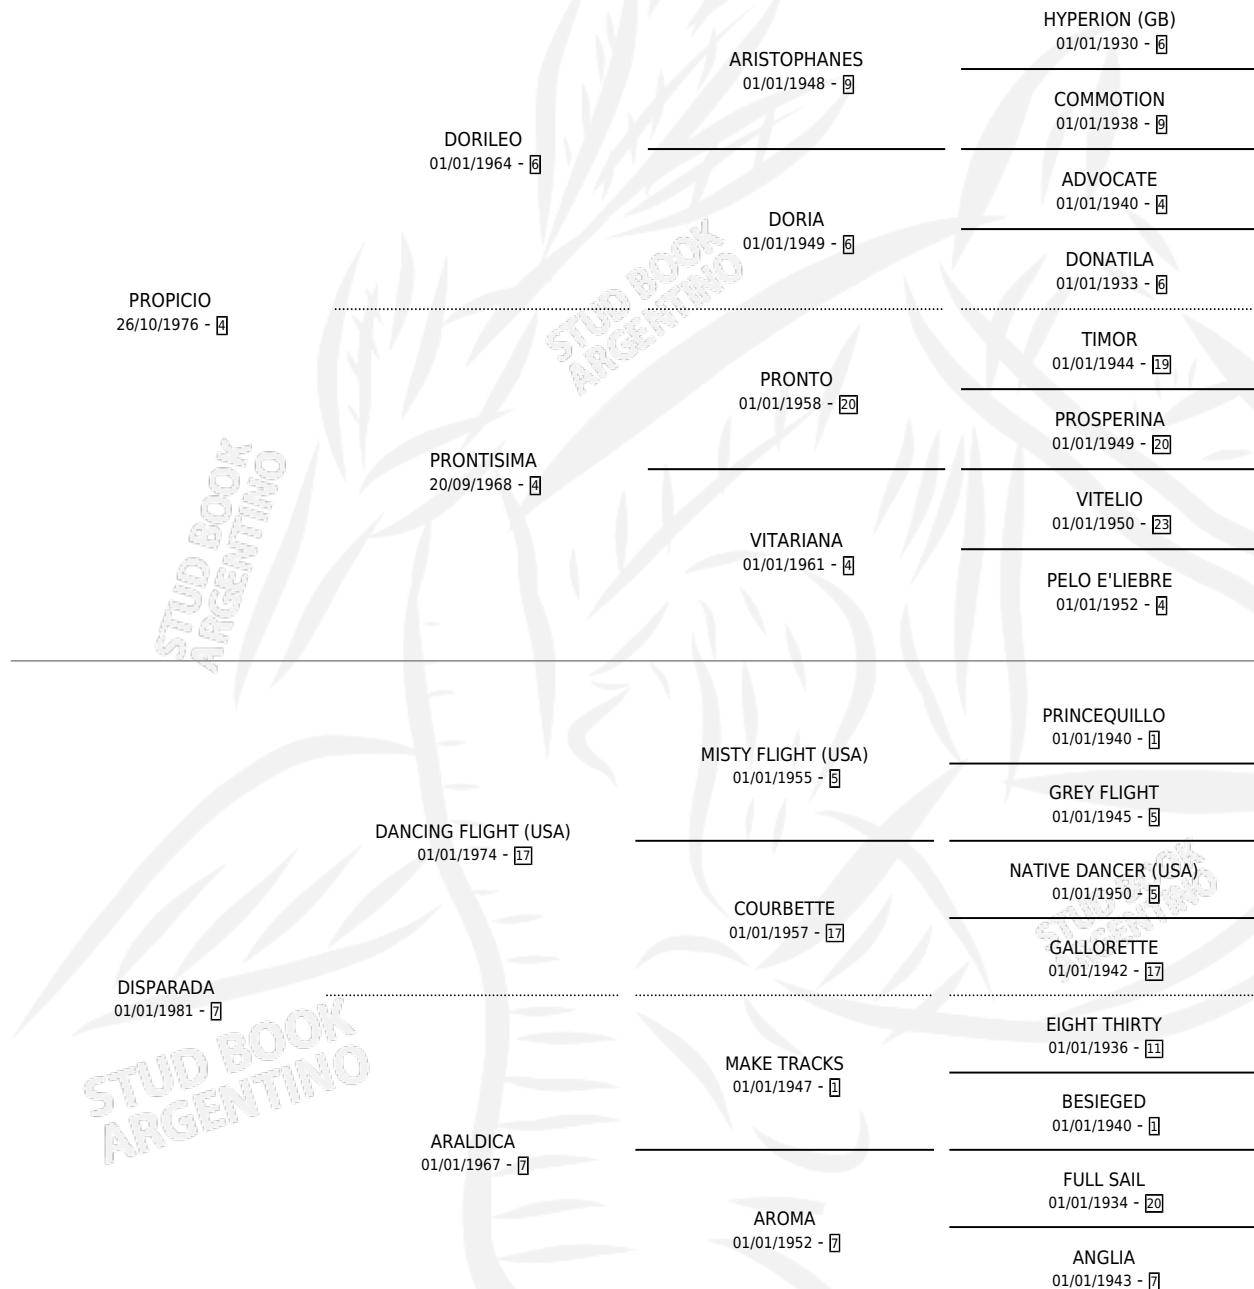 HYPERION (GB)
01/01/1930 - 6
ARISTOPHANES
01/01/1948 - 9
COMMOTION
01/01/1938 - 9
DORILEO
01/01/1964 - 6
ADVOCATE
01/01/1940 - 4
DORIA
01/01/1949 - 6
DONATILA
01/01/1933 - 6
PROPICIO
26/10/1976 - 4
TIMOR
01/01/1944 - 19
PRONTO
01/01/1958 - 20
PROSPERINA
01/01/1949 - 20
PRONTISIMA
20/09/1968 - 4
VITELIO
01/01/1950 - 23
VITARIANA
01/01/1961 - 4
PELO E'LIEBRE
01/01/1952 - 4
PRINCEQUILLO
01/01/1940 - 1
MISTY FLIGHT (USA)
01/01/1955 - 5
GREY FLIGHT
01/01/1945 - 5
DANCING FLIGHT (USA)
01/01/1974 - 17
NATIVE DANCER (USA)
01/01/1950 - 5
COURBETTE
01/01/1957 - 17
GALLORETTE
01/01/1942 - 17
DISPARADA
01/01/1981 - 7
EIGHT THIRTY
01/01/1936 - 11
MAKE TRACKS
01/01/1947 - 1
BESIEGED
01/01/1940 - 1
ARALDICA
01/01/1967 - 7
FULL SAIL
01/01/1934 - 20
AROMA
01/01/1952 - 7
ANGLIA
01/01/1943 - 7
STUD BOOK
ARGENTINO
STUD BOOK
ARGENTINO
STUD BOOK
ARGENTINO
STUD BOOK
ARGENTINO